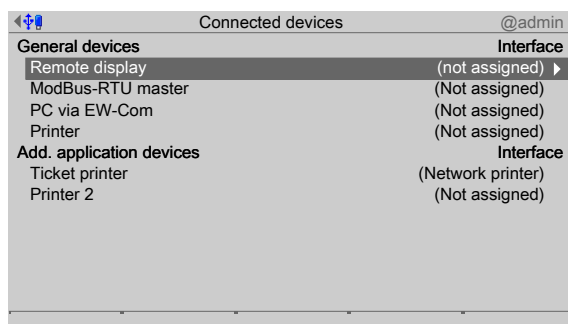 Connected devices @admin
General devices Interface
Remote display (not assigned)
ModBus-RTU master (Not assigned)
PC via EW-Com (Not assigned)
Printer (Not assigned)
Add. application devices Interface
Ticket printer (Network printer)
Printer 2 (Not assigned)